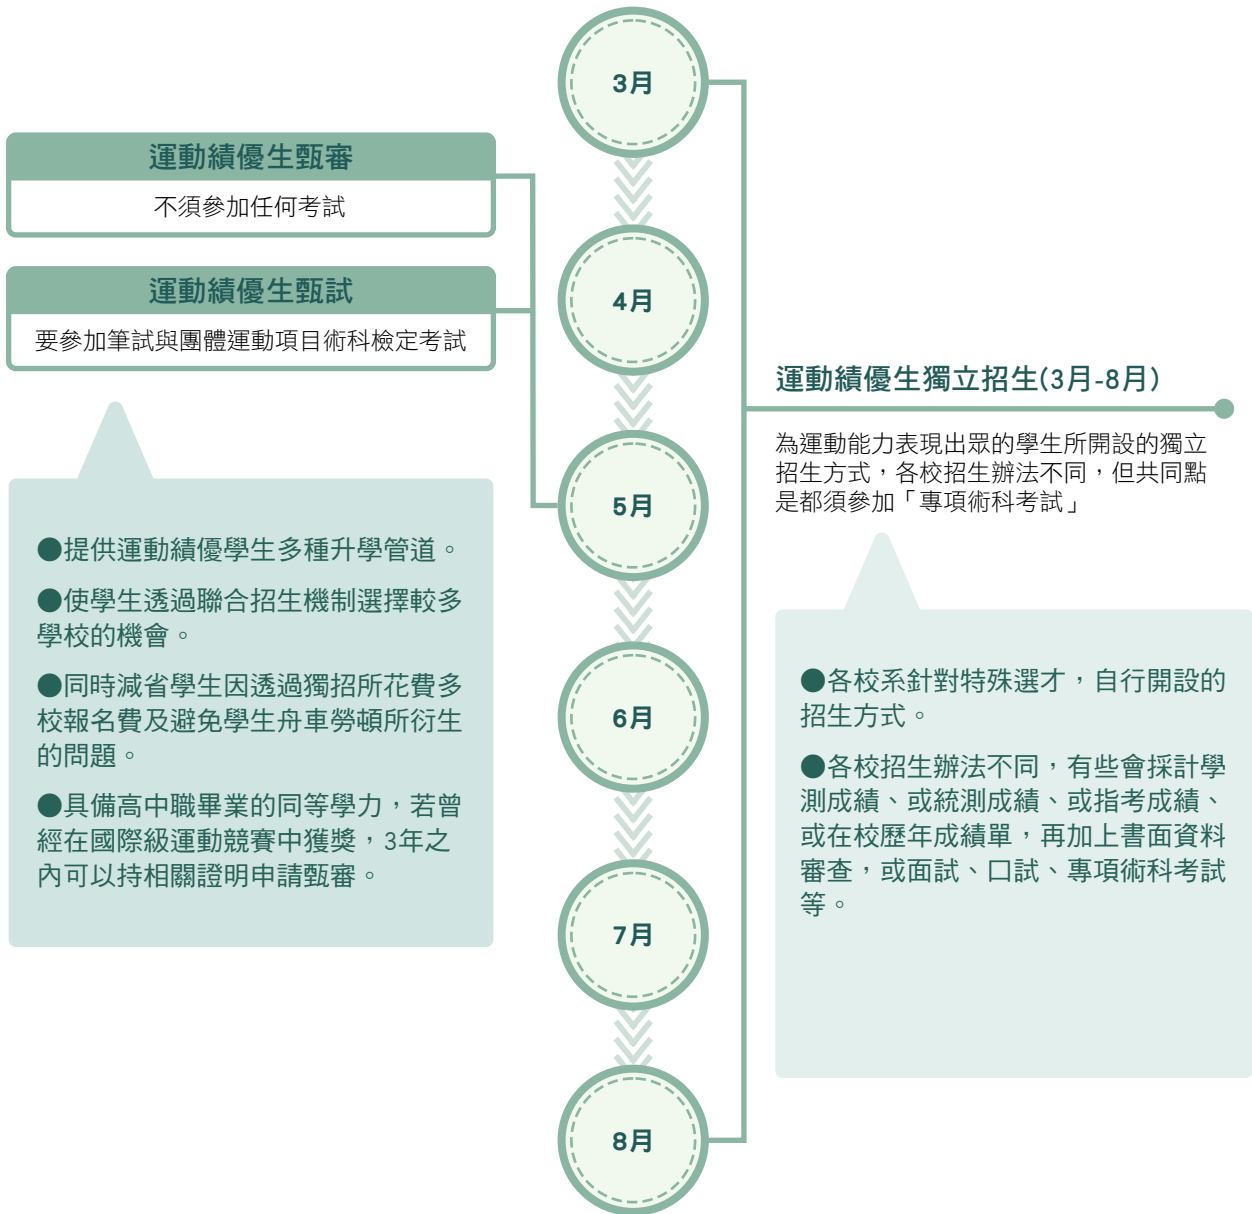 3月
運動績優生甄審
不須參加任何考試
運動績優生甄試
要參加筆試與團體運動項目術科檢定考試
4月
運動績優生獨立招生(3月-8月)
為運動能力表現出眾的學生所開設的獨立
招生方式，各校招生辦法不同，但共同點
是都須參加「專項術科考試」
5月
●提供運動績優學生多種升學管道。
●使學生透過聯合招生機制選擇較多
學校的機會。
●同時減省學生因透過獨招所花費多
校報名費及避免學生舟車勞頓所衍生
的問題。
●具備高中職畢業的同等學力，若曾
經在國際級運動競賽中獲獎，3年之
內可以持相關證明申請甄審。
6月
●各校系針對特殊選才，自行開設的
招生方式。
●各校招生辦法不同，有些會採計學
測成績、或統測成績、或指考成績、
或在校歷年成績單，再加上書面資料
審查，或面試、口試、專項術科考試
等。
7月
8月